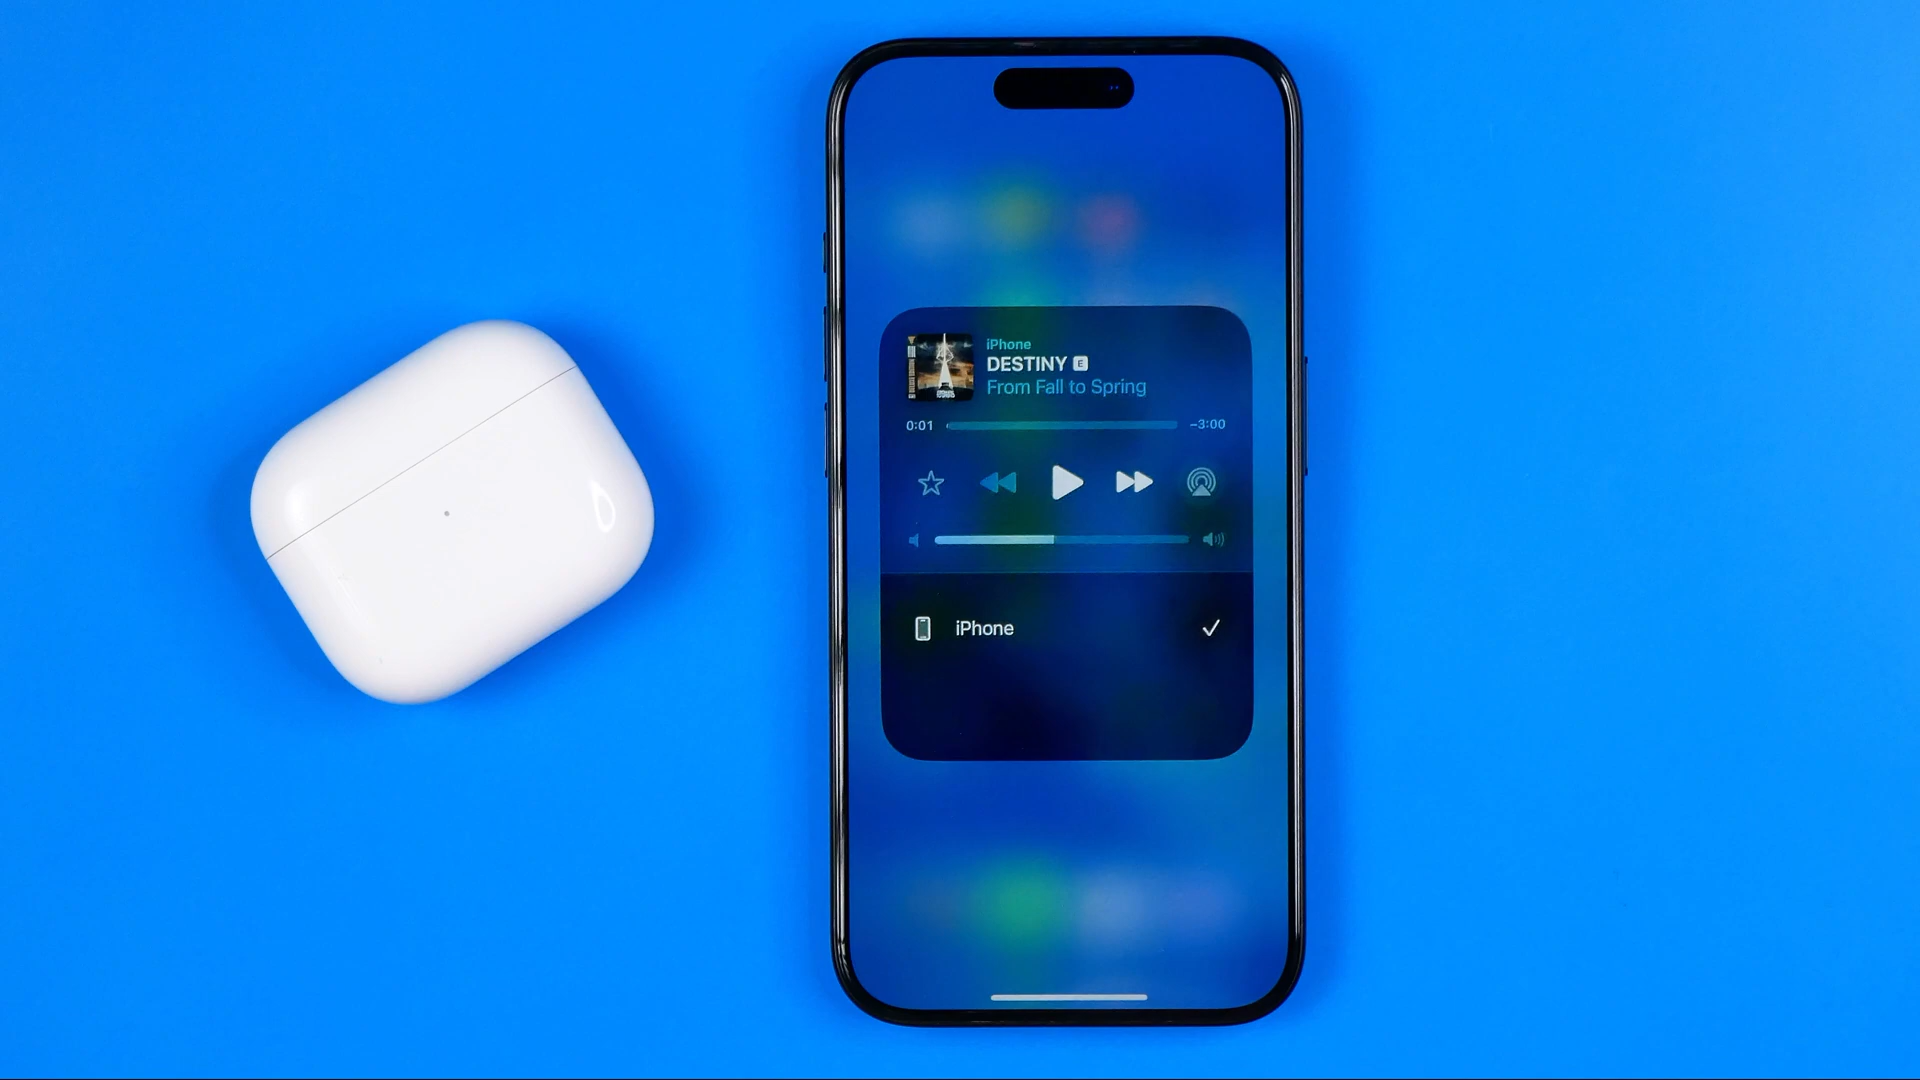 iPhone
DESTINY E
From Fall to Spring
0:01
-3:00
iPhone